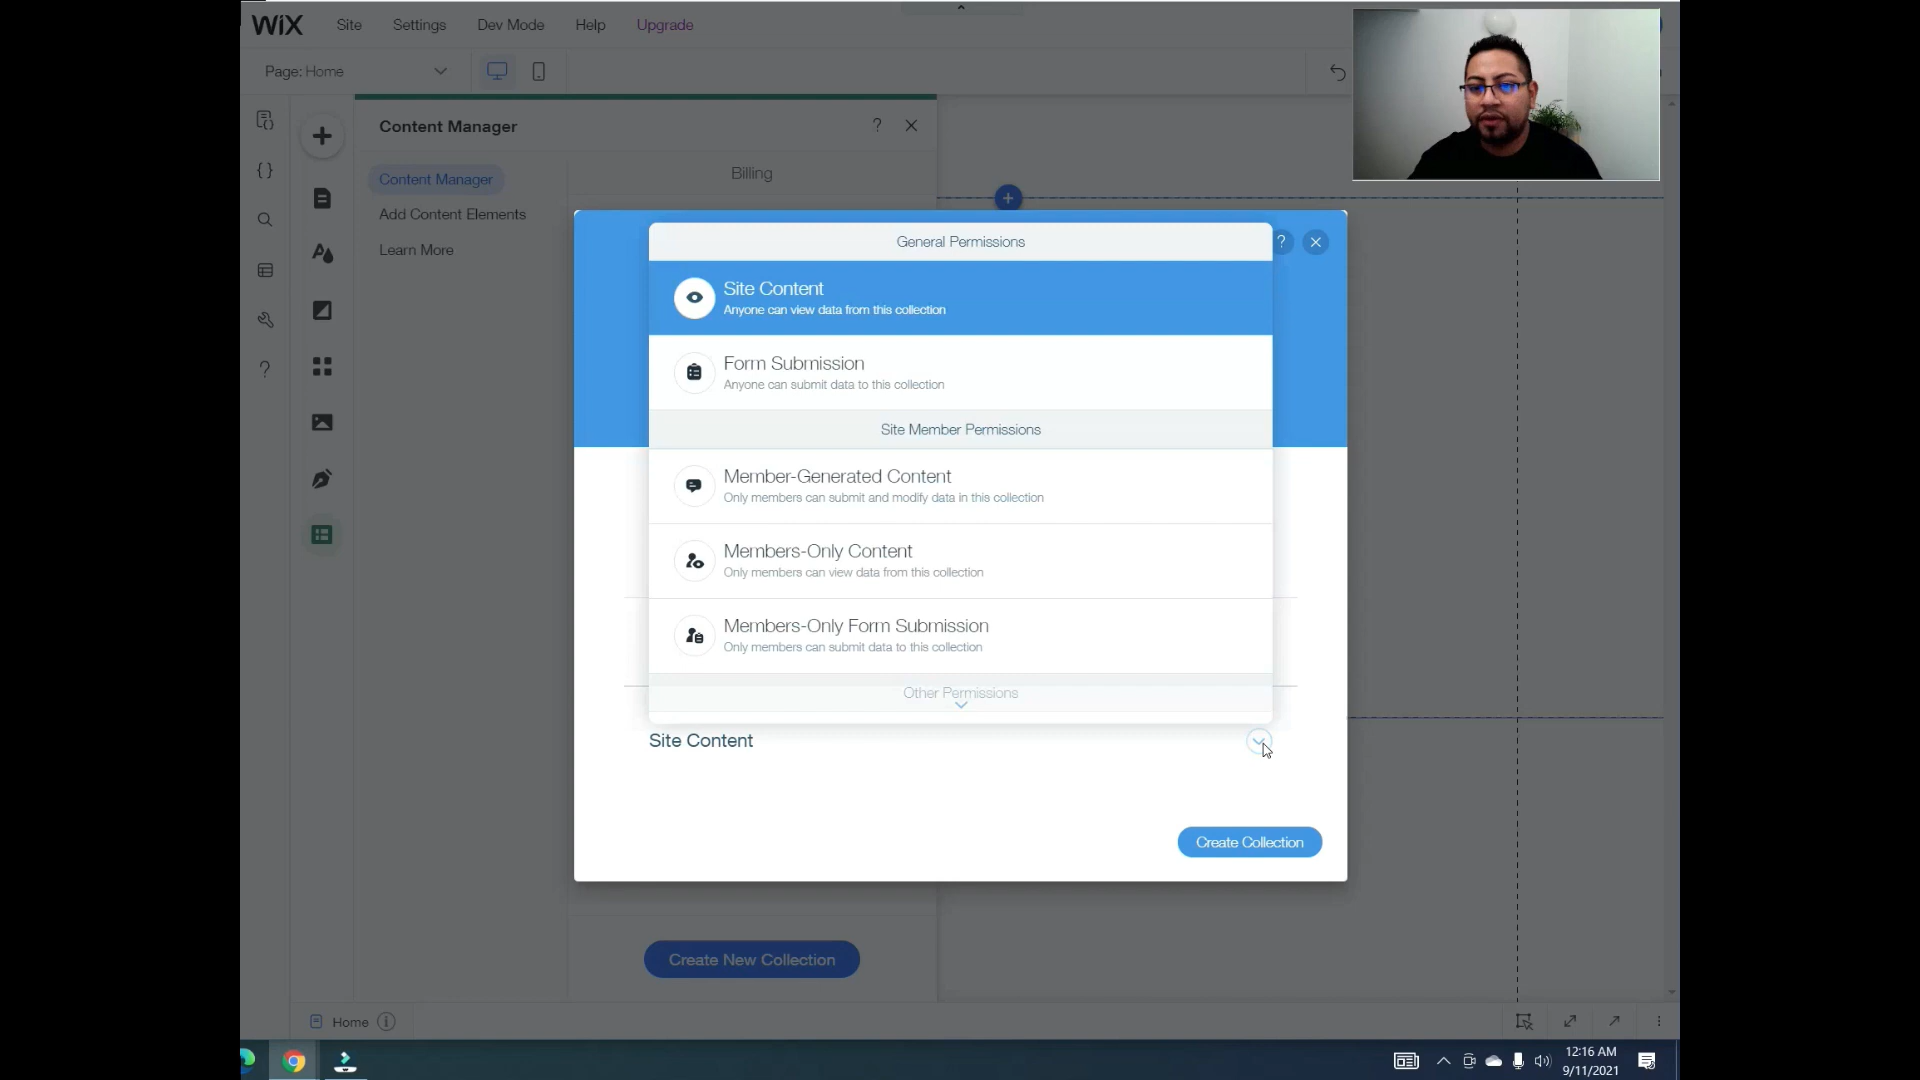 WiX
Site
Settings
Dev Mode
Help
Upgrade
Page: Home
Content Manager
?
Content Manager
Add Content Elements
Learn More
Billing
General Permissions
?
Site Content
Anyone can view data from this collection
Form Submission
Anyone can submit data to this collection
Site Member Permissions
Member-Generated Content
Only members can submit and modify data in this collection
Members-Only Content
Only members can view data from this collection
Members-Only Form Submission
Only members can submit data to this collection
Other Permissions
Site Content
Create Collection
Create New Collection
Home
12:16 AM
9/11/2021